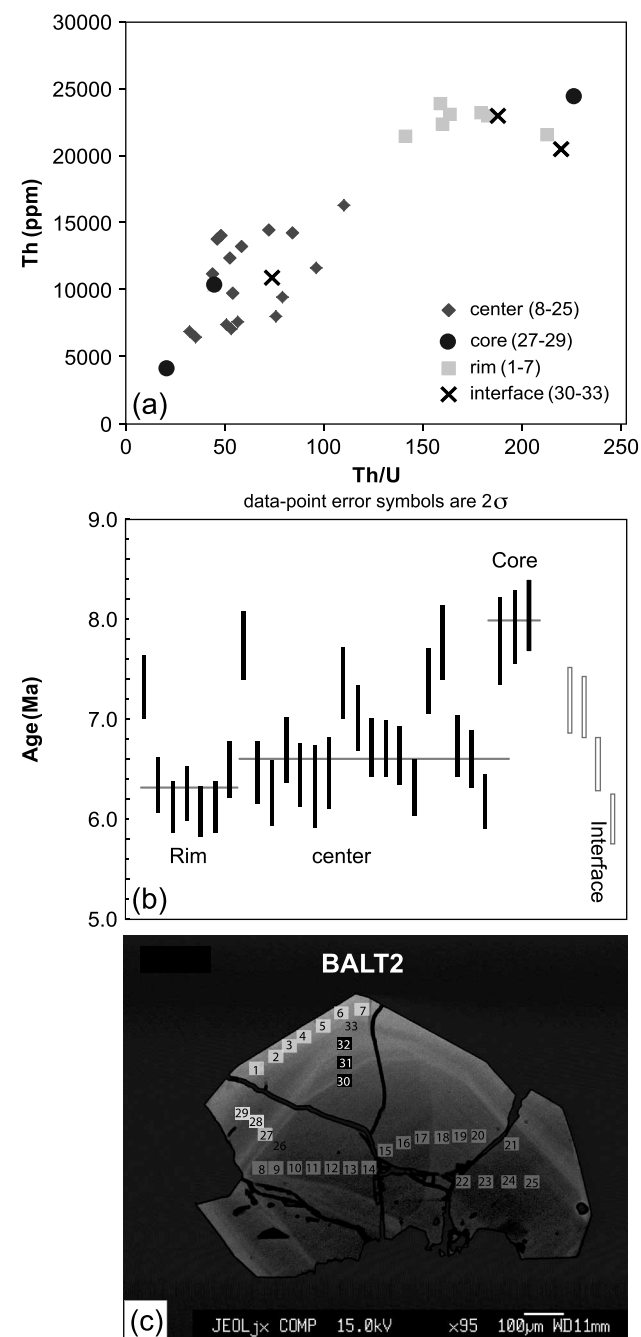 30000
25000
20000
15000
10000
5000
0
Th (ppm)
center (8-25)
core (27-29)
rim (1-7)
interface (30-33)
(a)
0 50 100 150 200 250
Th/U
data-point error symbols are 2σ
9.0
8.0
7.0
6.0
5.0
Age (Ma)
Core
Rim
center
Interface
(b)
BALT2
6 7
5 33
4
3 32
2
1 31
30
29
28
27
26
15 16 17 18 19 20 21
8 9 10 11 12 13 14
22 23 24 25
(c)
JEOLjx COMP 15.0kV x95 100μm WD11mm